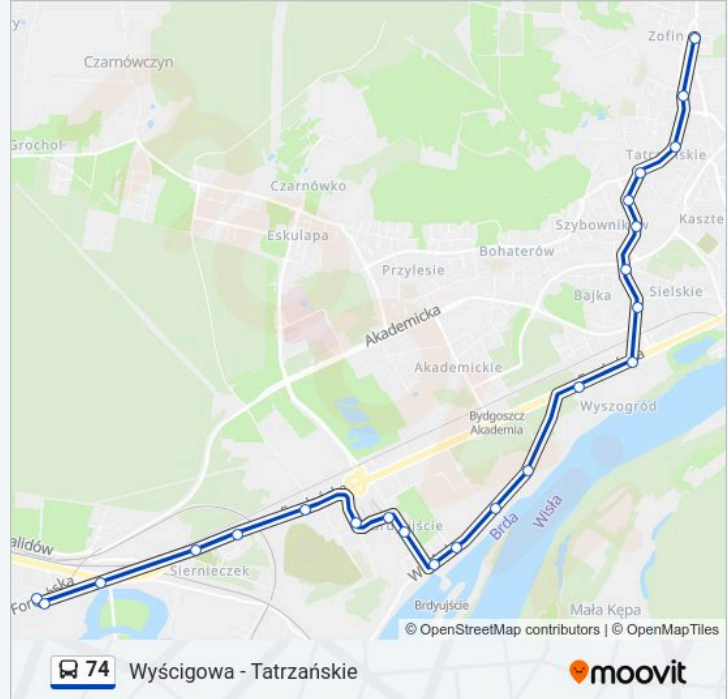 Zofin
Czarnówczyn
Grochol
Tatrzańskie
Czarnówko
Kaszte
Szybowników
Eskulapa
Bohaterów
Przylesie
Sielskie
Bajka
Akademicka
Akademickie
Wyszogród
Bydgoszcz
Akademia
Wisła
Brda
alidów
Siernieczek
Brdyujście
Mała Kępa
© OpenStreetMap contributors | © OpenMapTiles
74 Wyścigowa - Tatrzańskie
moovit